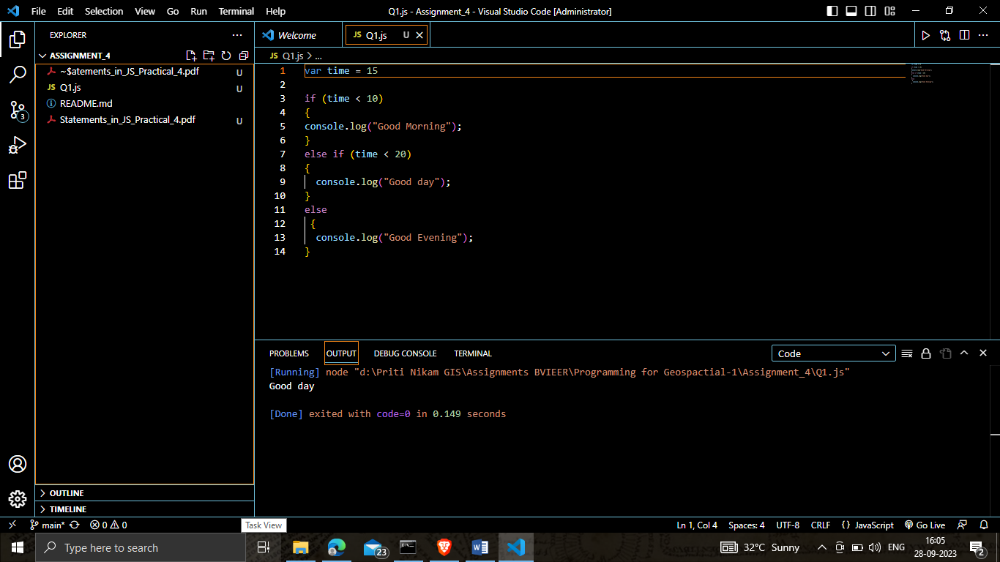 File Edit Selection View Go Run Terminal Help
Q1.js - Assignment_4 - Visual Studio Code [Administrator]
EXPLORER
Welcome
JS Q1.js U
ASSIGNMENT_4
JS Q1.js > ...
~$atements_in_JS_Practical_4.pdf U
JS Q1.js U
README.md
Statements_in_JS_Practical_4.pdf U
1 var time = 15
2
3 if (time < 10)
4 {
5 console.log("Good Morning");
6 }
7 else if (time < 20)
8 {
9 console.log("Good day");
10 }
11 else
12 {
13 console.log("Good Evening");
14 }
3
PROBLEMS OUTPUT DEBUG CONSOLE TERMINAL
Code
[Running] node "d:\Priti Nikam GIS\Assignments BVIEER\Programming for Geospactial-1\Assignment_4\Q1.js"
Good day
[Done] exited with code=0 in 0.149 seconds
OUTLINE
TIMELINE
main* 0 0
Task View
Ln 1, Col 4 Spaces: 4 UTF-8 CRLF {} JavaScript Go Live
Type here to search
23
32°C Sunny
ENG
16:05
28-09-2023
2